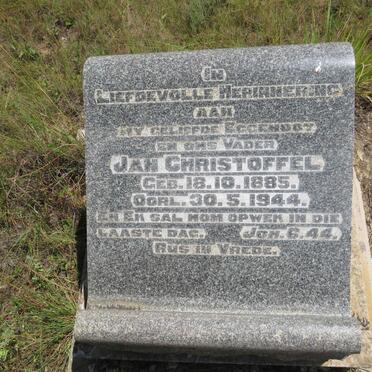 IN
LIEFDEVOLLE HERINNERING
AAN
MY GELIEFDE EGGENOOT
EN ONS VADER
JAN CHRISTOFFEL
GEB. 18.10.1885.
OORL. 30.5.1944.
EN EK SAL HOM OPWEK IN DIE
LAASTE DAG. JOH. 6.44.
RUS IN VREDE.